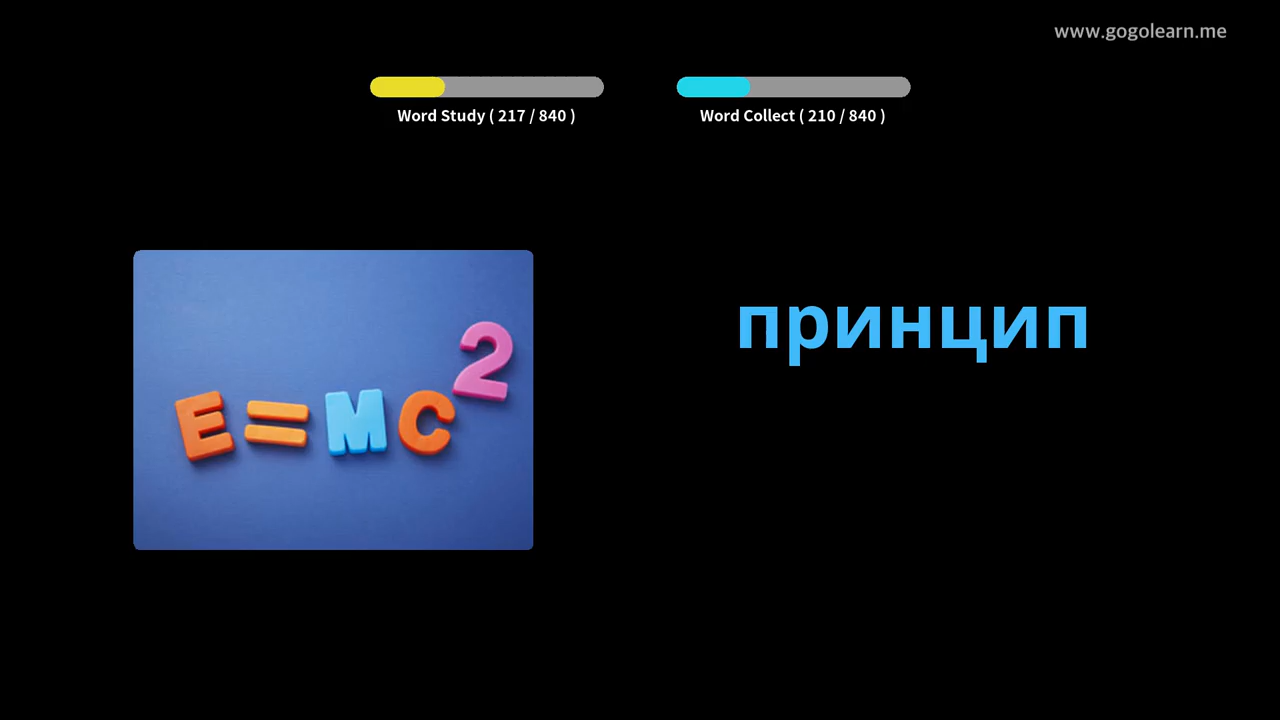 www.gogolearn.me
Word Study ( 217 / 840 )
Word Collect ( 210 / 840 )
принцип
E=MC2